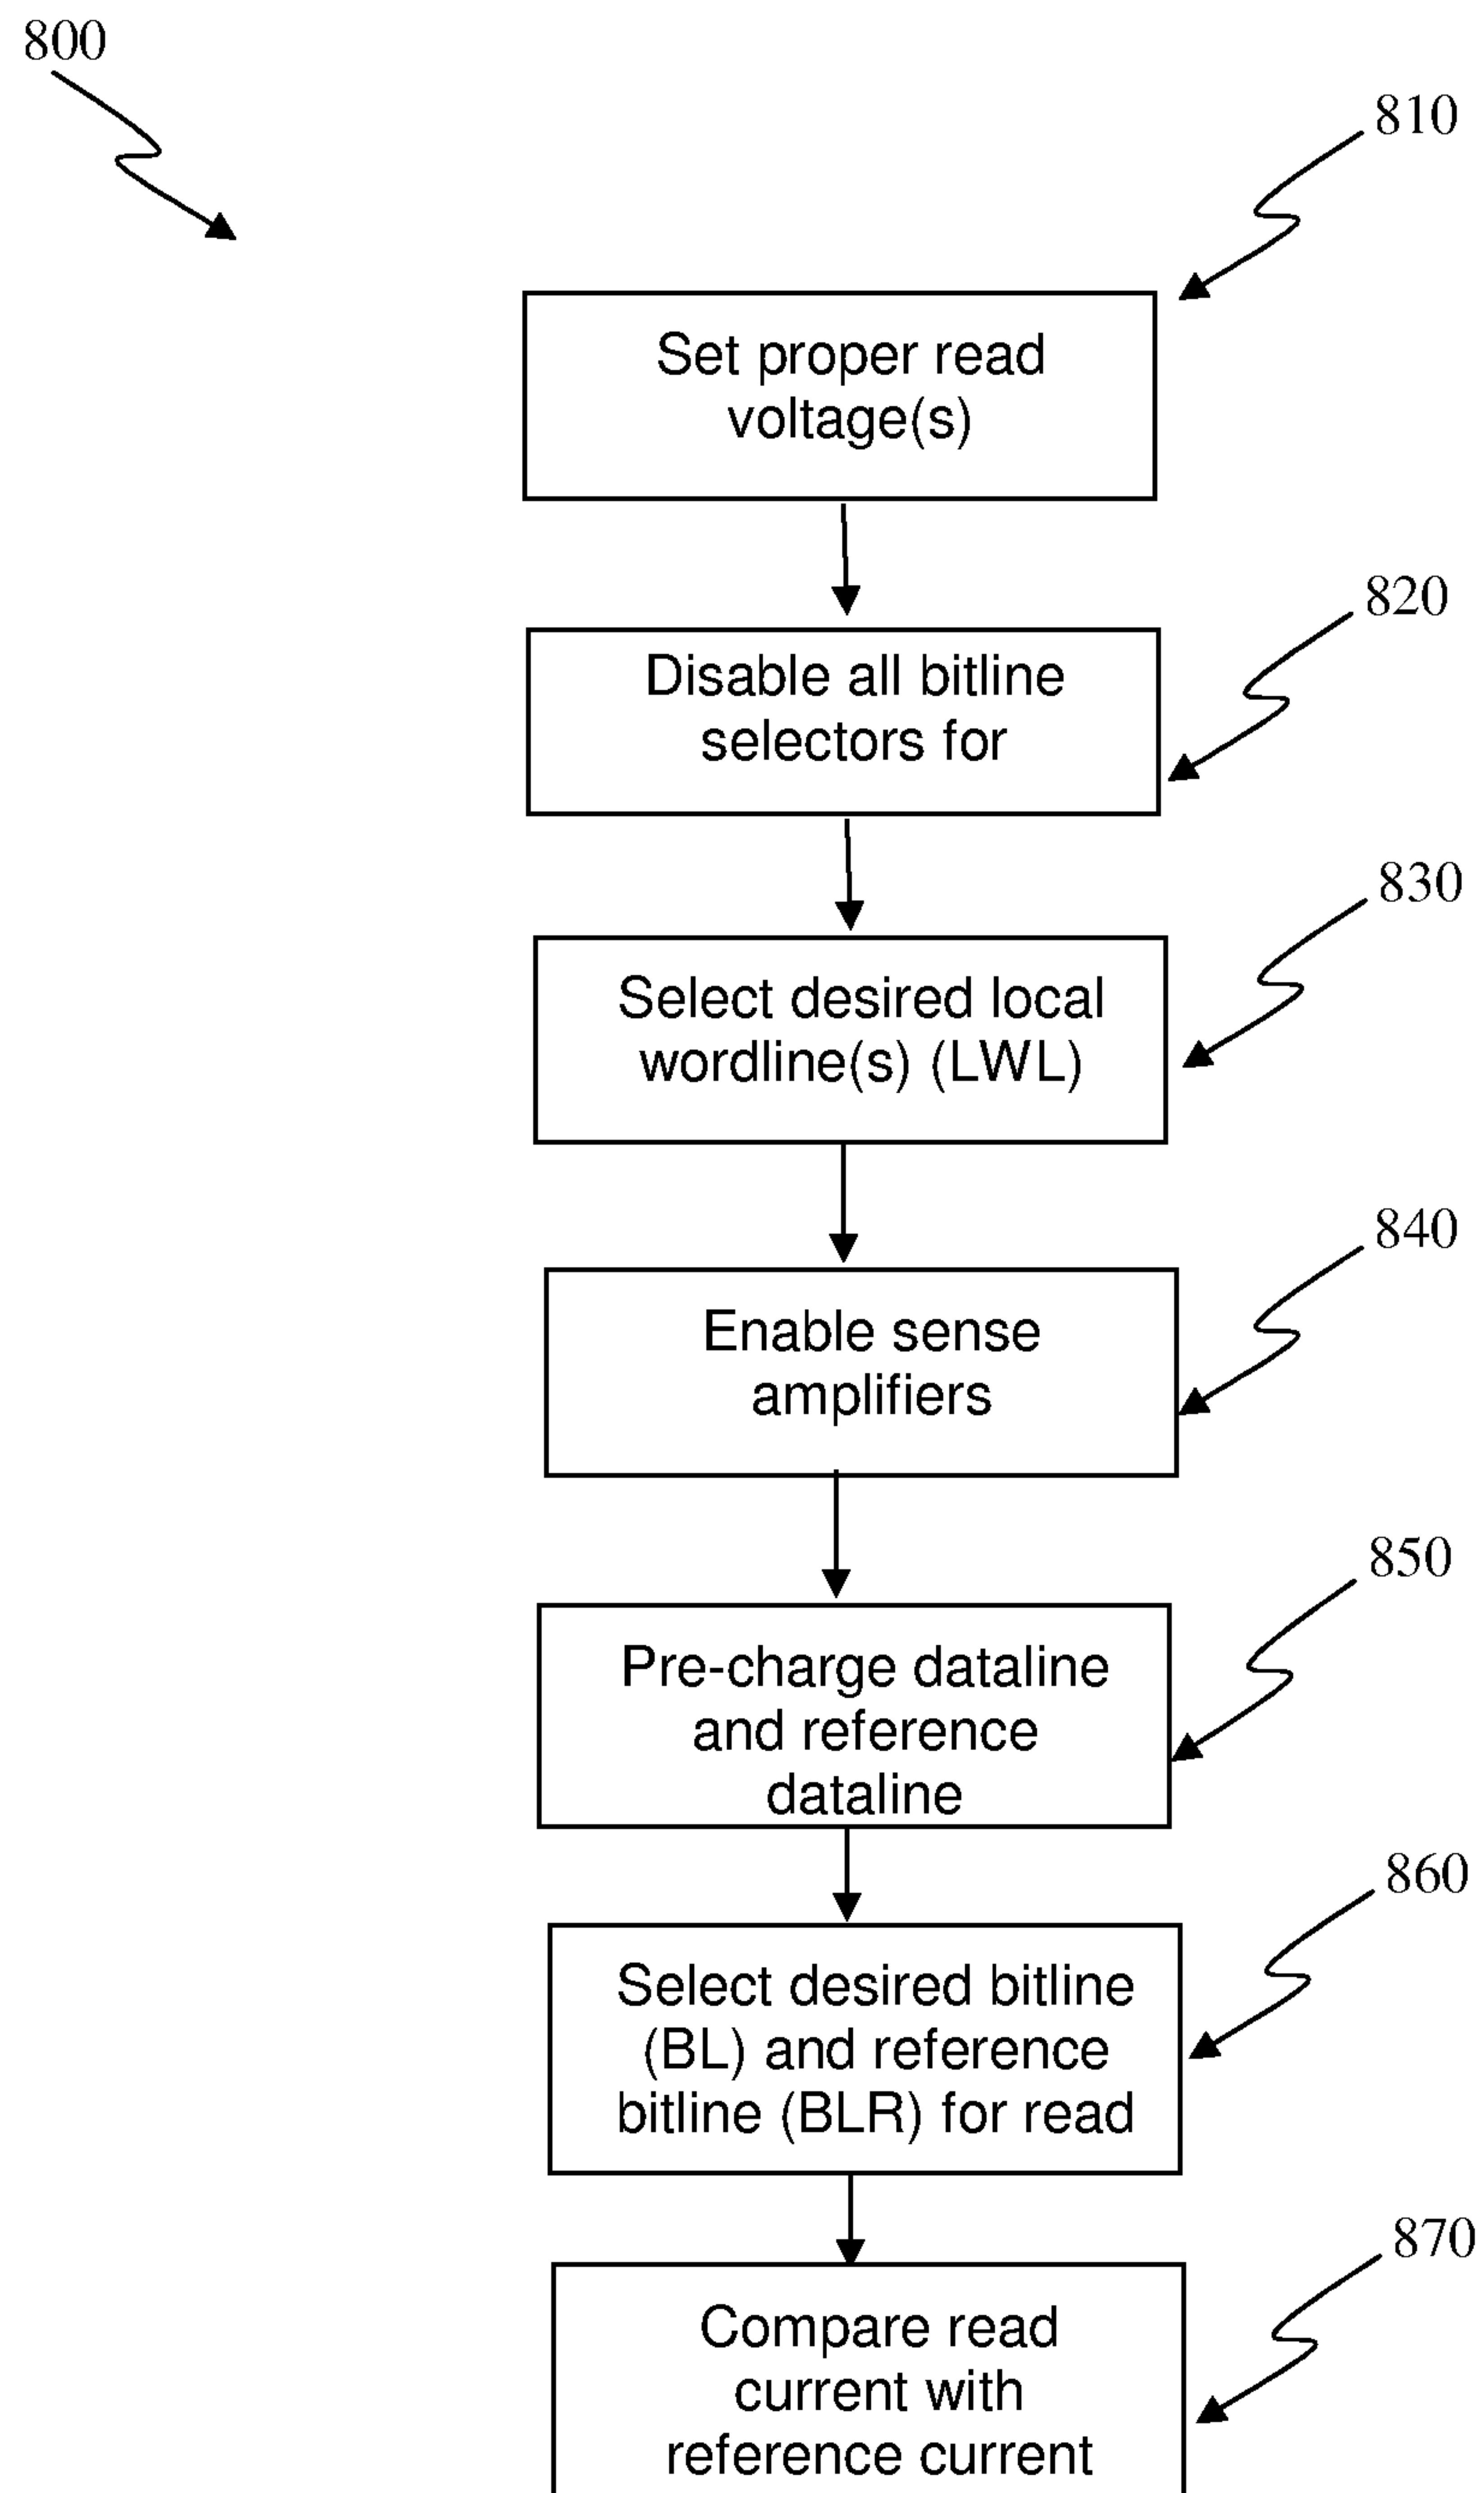 800
810
Set proper read
voltage(s)
820
Disable all bitline
selectors for
830
Select desired local
wordline(s) (LWL)
840
Enable sense
amplifiers
850
Pre-charge dataline
and reference
dataline
860
Select desired bitline
(BL) and reference
bitline (BLR) for read
870
Compare read
current with
reference current